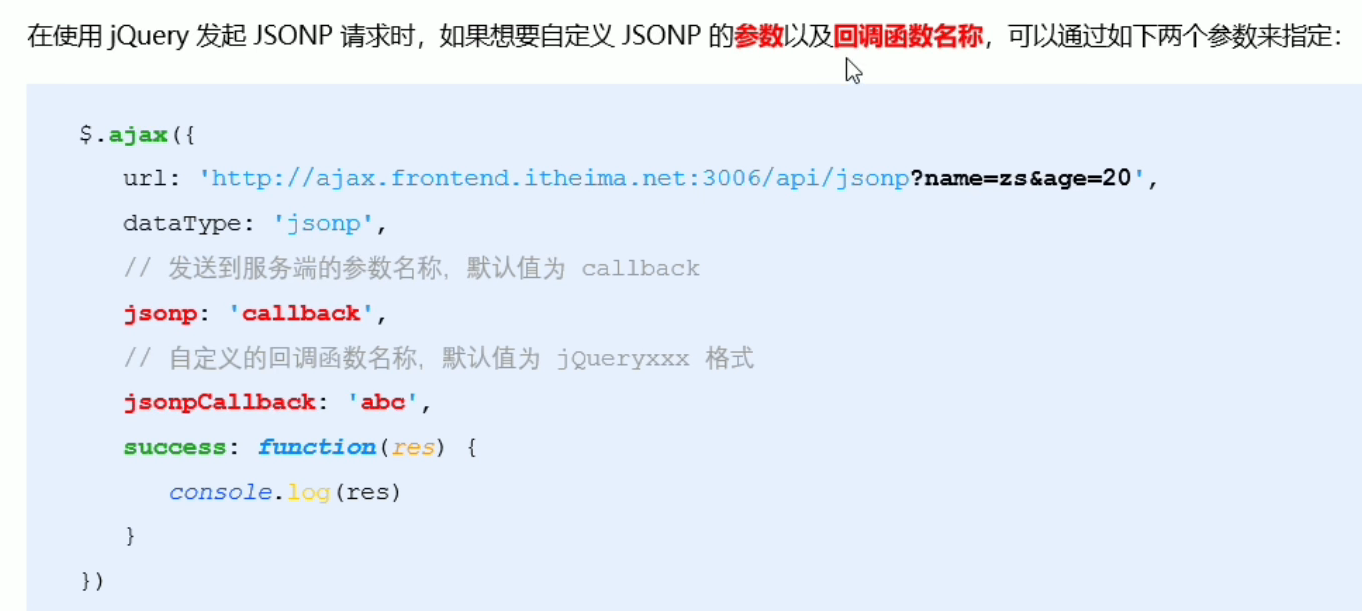 在使用 jQuery 发起 JSONP 请求时，如果想要自定义 JSONP 的参数以及回调函数名称，可以通过如下两个参数来指定：
$.ajax({
url: 'http://ajax.frontend.itheima.net:3006/api/jsonp?name=zs&age=20',
dataType: 'jsonp',
// 发送到服务端的参数名称，默认值为 callback
jsonp: 'callback',
// 自定义的回调函数名称，默认值为 jQueryxxx 格式
jsonpCallback: 'abc',
success: function(res) {
console.log(res)
}
})